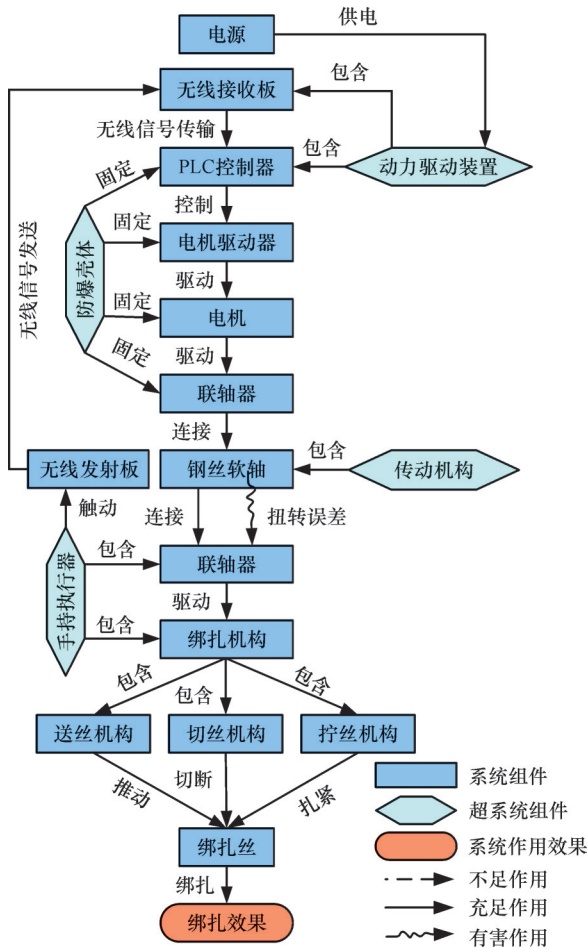 电源
供电
无线接收板
包含
无线信号传输
PLC控制器
包含
动力驱动装置
固定
控制
固定
电机驱动器
防爆壳体
驱动
无线信号发送
固定
电机
固定
驱动
联轴器
连接
无线发射板
钢丝软轴
包含
传动机构
触动
连接
扭转误差
包含
联轴器
手持执行器
驱动
包含
绑扎机构
包含
包含
包含
送丝机构
切丝机构
拧丝机构
推动
切断
扎紧
系统组件
超系统组件
绑扎丝
系统作用效果
绑扎
不足作用
绑扎效果
充足作用
有害作用